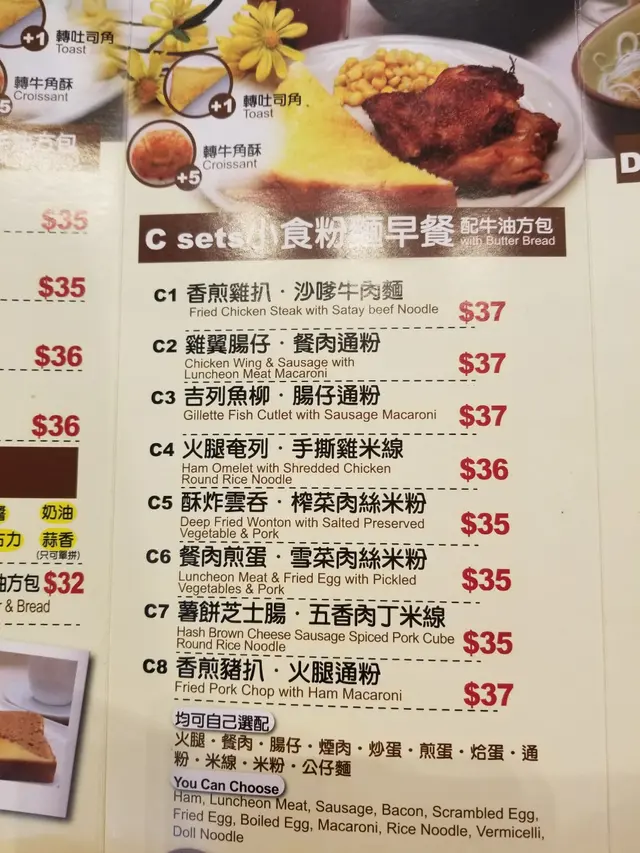 +1 轉吐司角
Toast
轉牛角酥
Croissant
$35
$35
$36
$36
奶油
蒜香
(只可單拼)
油方包 $32
& Bread
+1 轉吐司角
Toast
+5 轉牛角酥
Croissant
C sets小食粉麵早餐 配牛油方包
with Butter Bread
C1 香煎雞扒．沙嗲牛肉麵
Fried Chicken Steak with Satay beef Noodle $37
C2 雞翼腸仔．餐肉通粉
Chicken Wing & Sausage with
Luncheon Meat Macaroni $37
C3 吉列魚柳．腸仔通粉
Gillette Fish Cutlet with Sausage Macaroni $37
C4 火腿奄列．手撕雞米線
Ham Omelet with Shredded Chicken
Round Rice Noodle $36
C5 酥炸雲吞．榨菜肉絲米粉
Deep Fried Wonton with Salted Preserved
Vegetable & Pork $35
C6 餐肉煎蛋．雪菜肉絲米粉
Luncheon Meat & Fried Egg with Pickled
Vegetables & Pork $35
C7 薯餅芝士腸．五香肉丁米線
Hash Brown Cheese Sausage Spiced Pork Cube
Round Rice Noodle $35
C8 香煎豬扒．火腿通粉
Fried Pork Chop with Ham Macaroni $37
均可自己選配
火腿．餐肉．腸仔．煙肉．炒蛋．煎蛋．烚蛋．通
粉．米線．米粉．公仔麵
You Can Choose
Ham, Luncheon Meat, Sausage, Bacon, Scrambled Egg,
Fried Egg, Boiled Egg, Macaroni, Rice Noodle, Vermicelli,
Doll Noodle
D